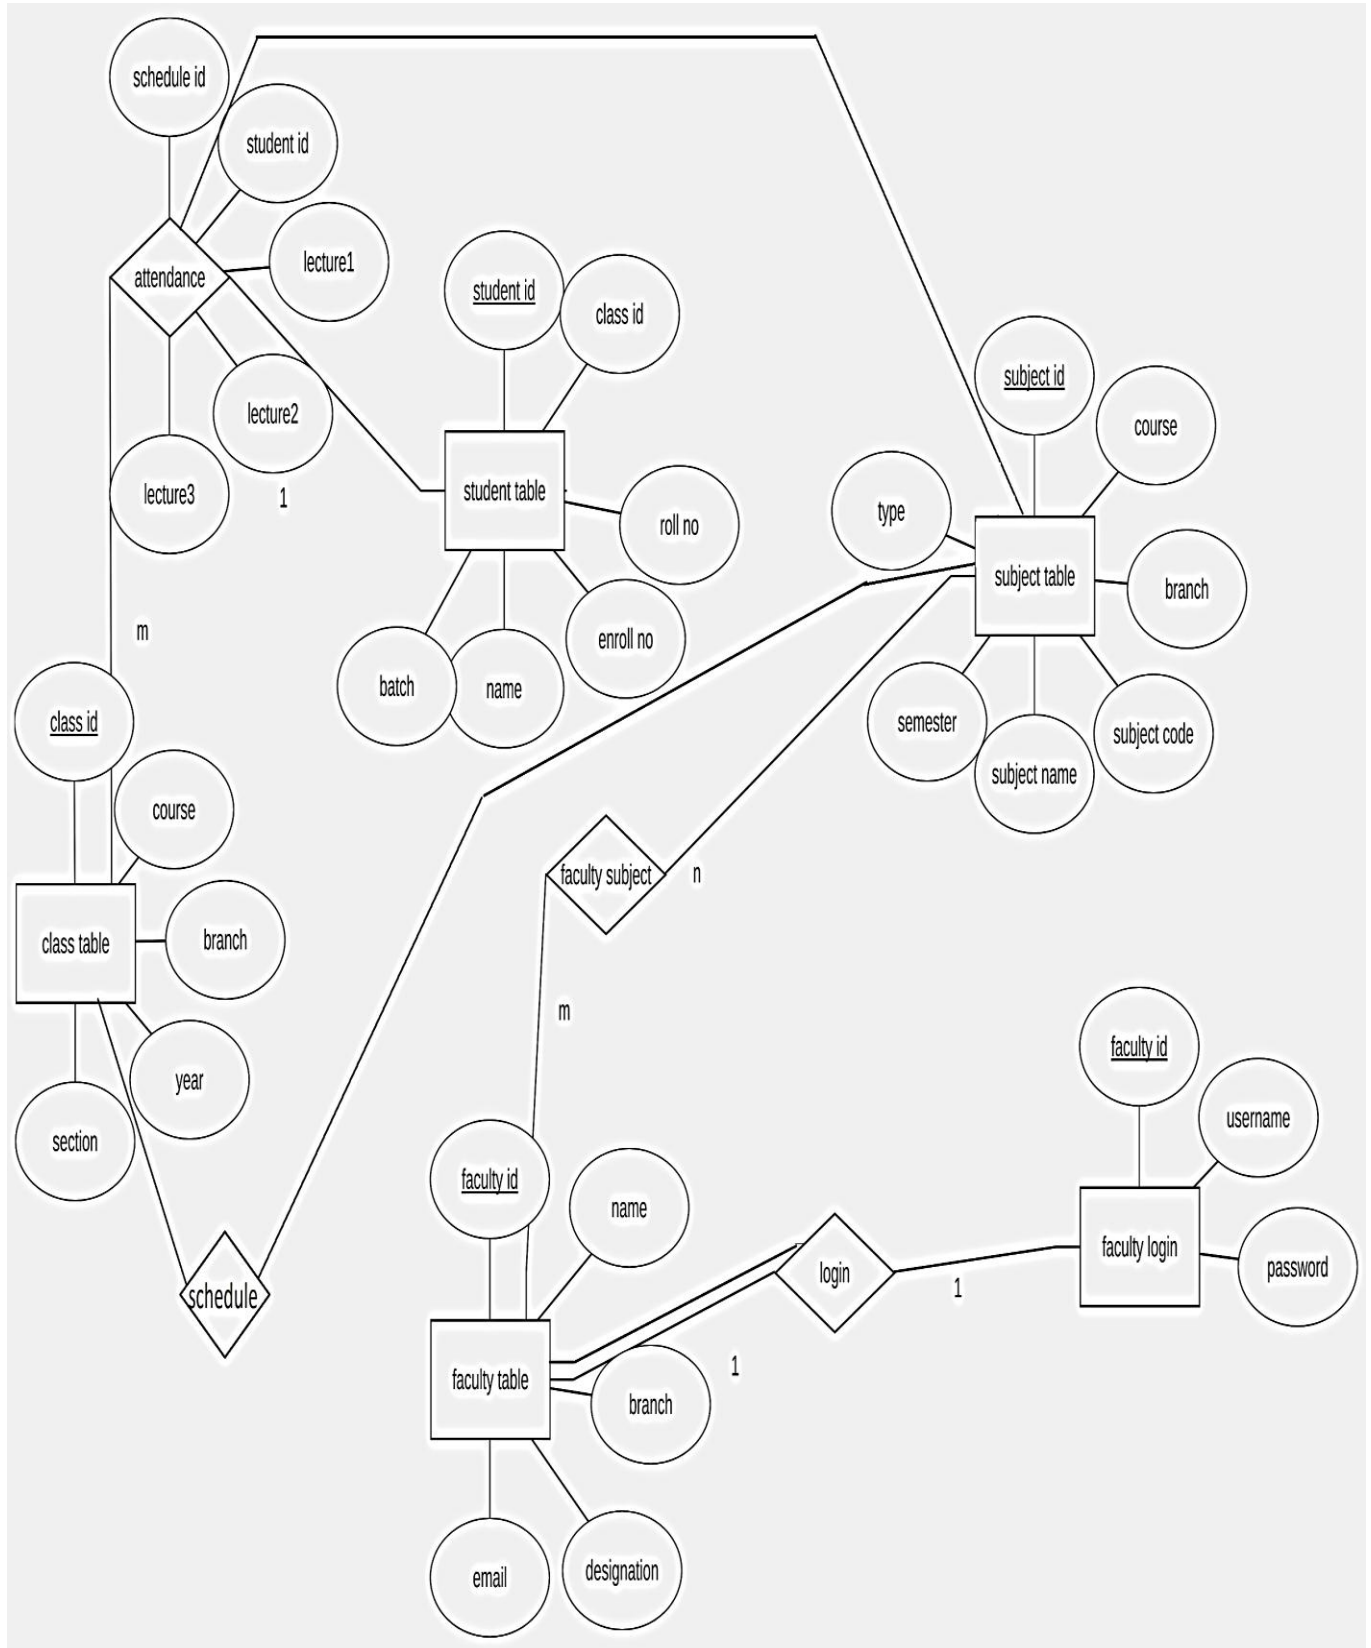 schedule id
student id
lecture1
attendance
lecture2
lecture3
1
m
student id
class id
student table
roll no
enroll no
name
batch
subject id
course
type
subject table
branch
subject code
subject name
semester
class id
course
class table
branch
year
section
schedule
faculty subject
n
m
faculty id
name
faculty table
branch
designation
email
login
1
1
faculty id
username
faculty login
password